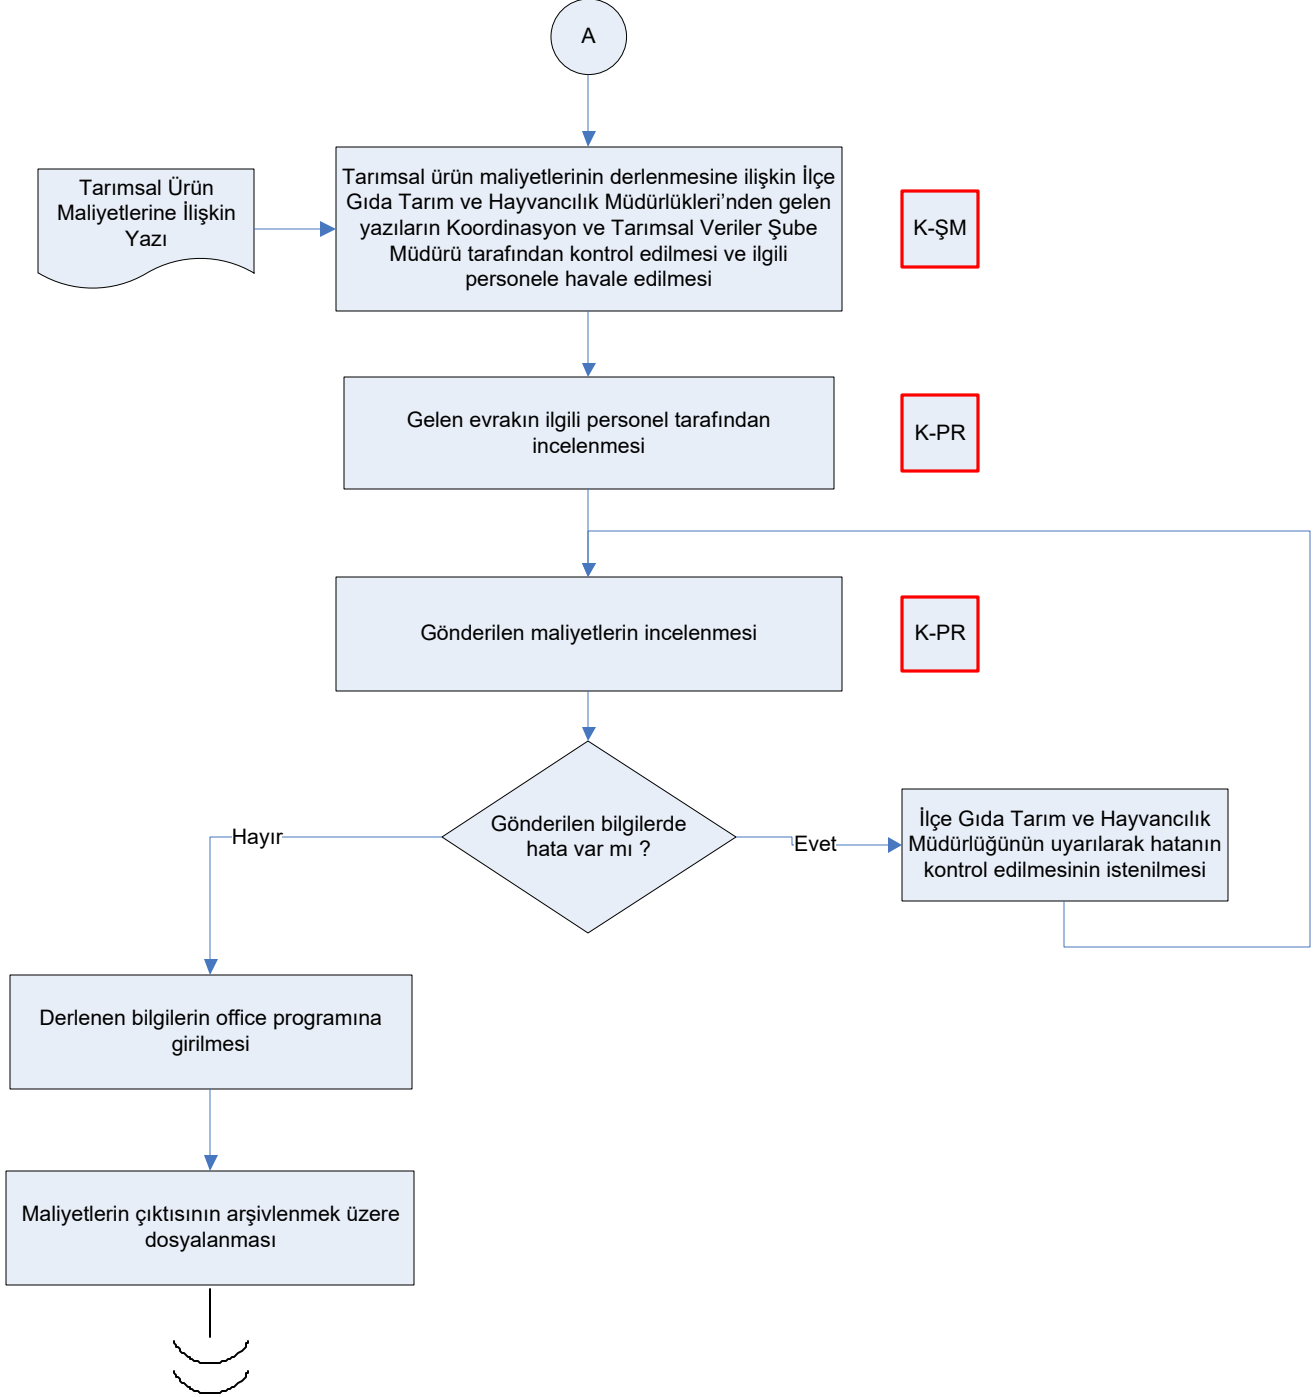 A
Tarımsal Ürün
Maliyetlerine İlişkin
Yazı
Tarımsal ürün maliyetlerinin derlenmesine ilişkin İlçe
Gıda Tarım ve Hayvancılık Müdürlükleri’nden gelen
yazıların Koordinasyon ve Tarımsal Veriler Şube
Müdürü tarafından kontrol edilmesi ve ilgili
personele havale edilmesi
K-ŞM
Gelen evrakın ilgili personel tarafından
incelenmesi
K-PR
Gönderilen maliyetlerin incelenmesi
K-PR
Gönderilen bilgilerde
hata var mı ?
Hayır
Evet
İlçe Gıda Tarım ve Hayvancılık
Müdürlüğünün uyarılarak hatanın
kontrol edilmesinin istenilmesi
Derlenen bilgilerin office programına
girilmesi
Maliyetlerin çıktısının arşivlenmek üzere
dosyalanması